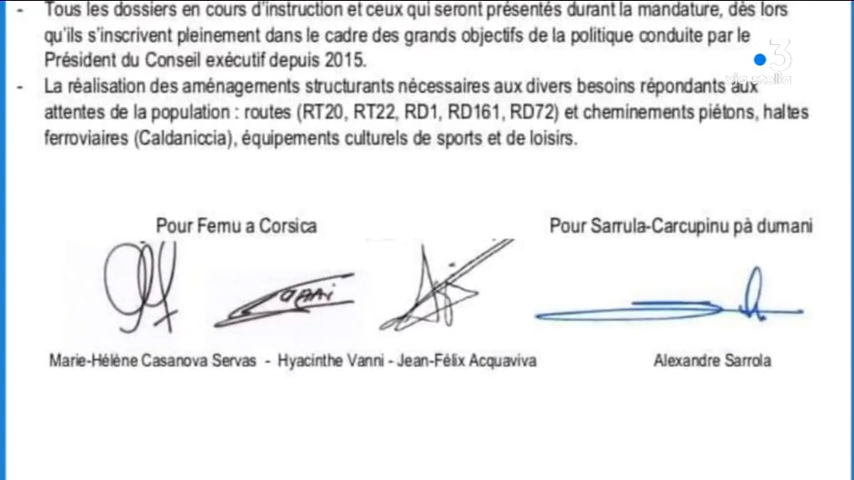 - Tous les dossiers en cours d'instruction et ceux qui seront présentés durant la mandature, dès lors
qu'ils s'inscrivent pleinement dans le cadre des grands objectifs de la politique conduite par le
Président du Conseil exécutif depuis 2015.
- La réalisation des aménagements structurants nécessaires aux divers besoins répondants aux
attentes de la population : routes (RT20, RT22, RD1, RD161, RD72) et cheminements piétons, haltes
ferroviaires (Caldaniccia), équipements culturels de sports et de loisirs.
3
Pour Femu a Corsica
Pour Sarrula-Carcupinu pà dumani
Marie-Hélène Casanova Servas - Hyacinthe Vanni - Jean-Félix Acquaviva
Alexandre Sarrola